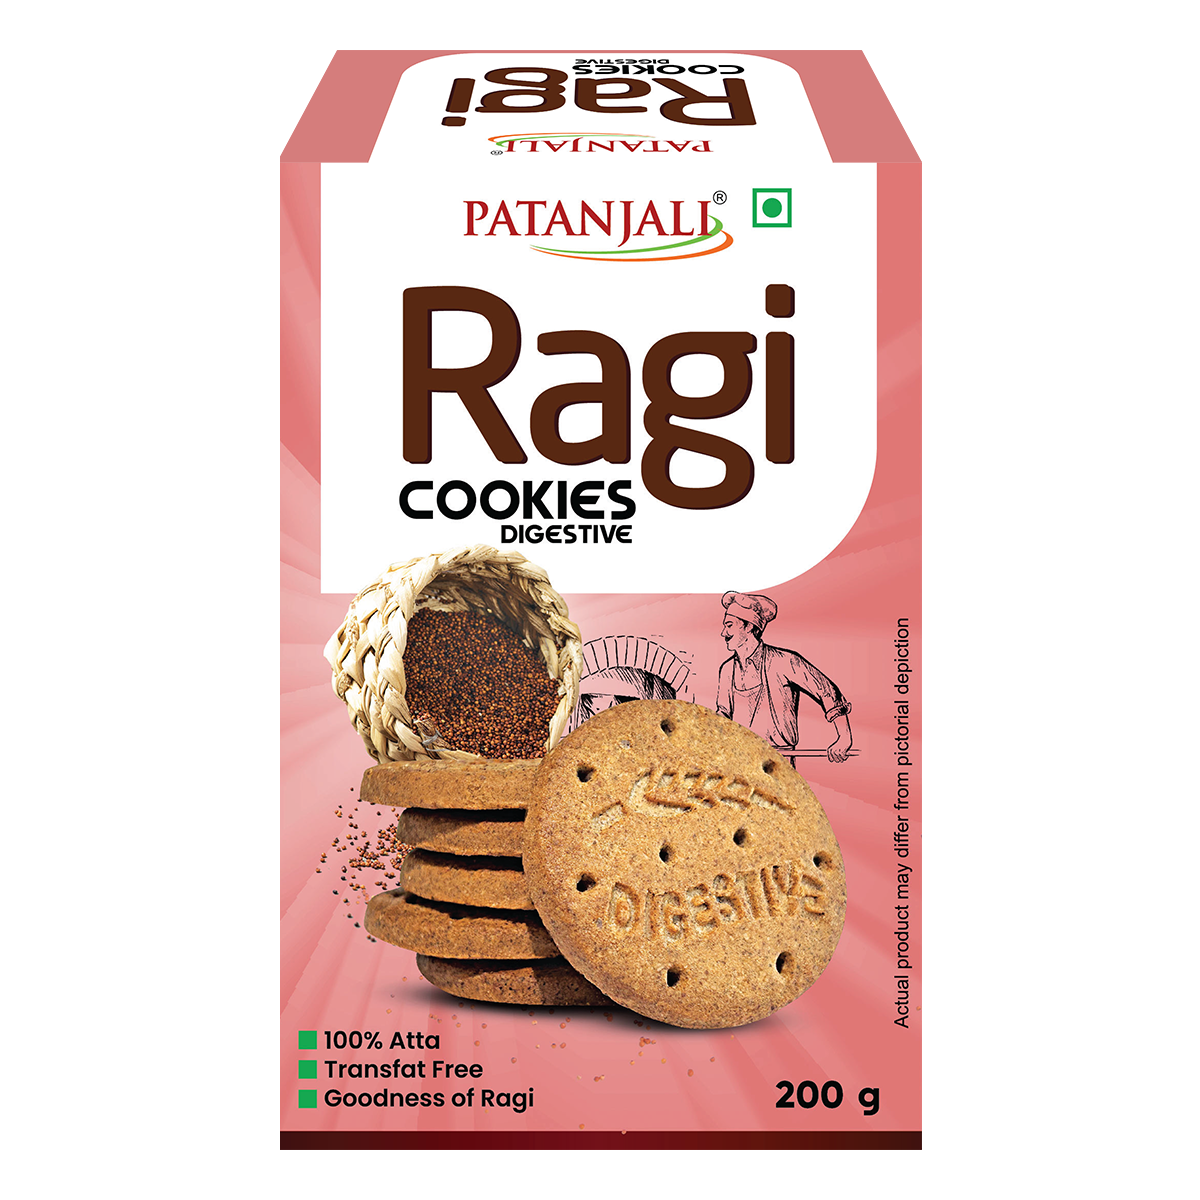 Ragi
COOKIES
DIGESTIVE
PATANJALI®
PATANJALI®
Ragi
COOKIES
DIGESTIVE
DIGESTIVE
Actual product may differ from pictorial depiction
100% Atta
Transfat Free
Goodness of Ragi
200 g